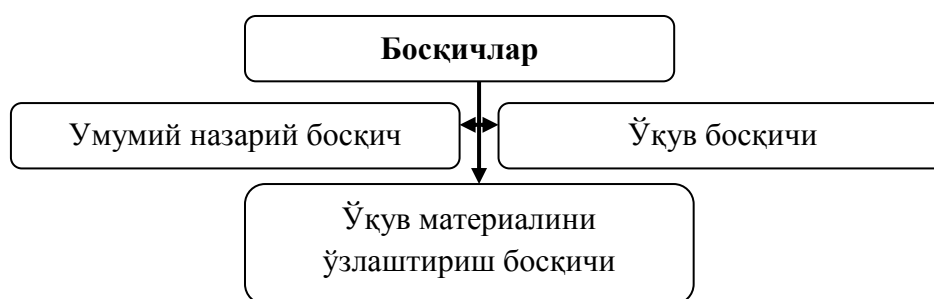 Босқичлар
Умумий назарий босқич
Ўқув босқичи
Ўқув материалини
ўзлаштириш босқичи